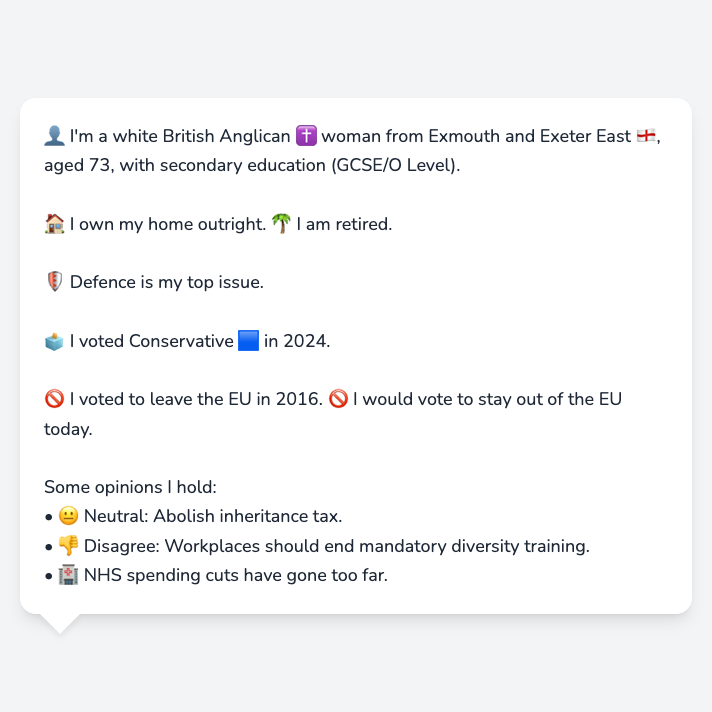 👤 I'm a white British Anglican ✝️ woman from Exmouth and Exeter East 🏴󠁧󠁢󠁥󠁮󠁧󠁿,
aged 73, with secondary education (GCSE/O Level).
🏠 I own my home outright. 🌴 I am retired.
🛡️ Defence is my top issue.
🗳️ I voted Conservative 🟦 in 2024.
🚫 I voted to leave the EU in 2016. 🚫 I would vote to stay out of the EU
today.
Some opinions I hold:
• 😐 Neutral: Abolish inheritance tax.
• 👎 Disagree: Workplaces should end mandatory diversity training.
• 🏥 NHS spending cuts have gone too far.